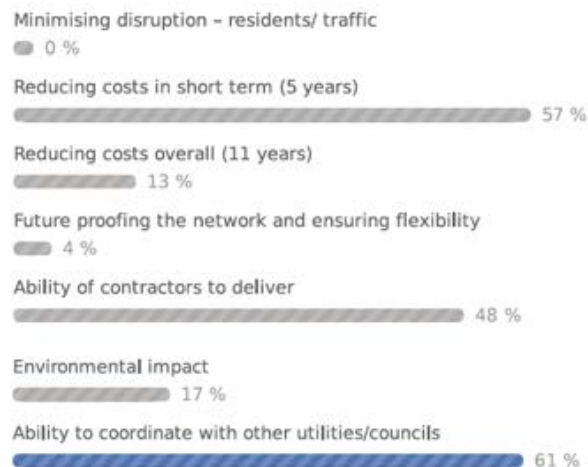 Minimising disruption – residents/ traffic
0 %
Reducing costs in short term (5 years)
57 %
Reducing costs overall (11 years)
13 %
Future proofing the network and ensuring flexibility
4 %
Ability of contractors to deliver
48 %
Environmental impact
17 %
Ability to coordinate with other utilities/councils
61 %